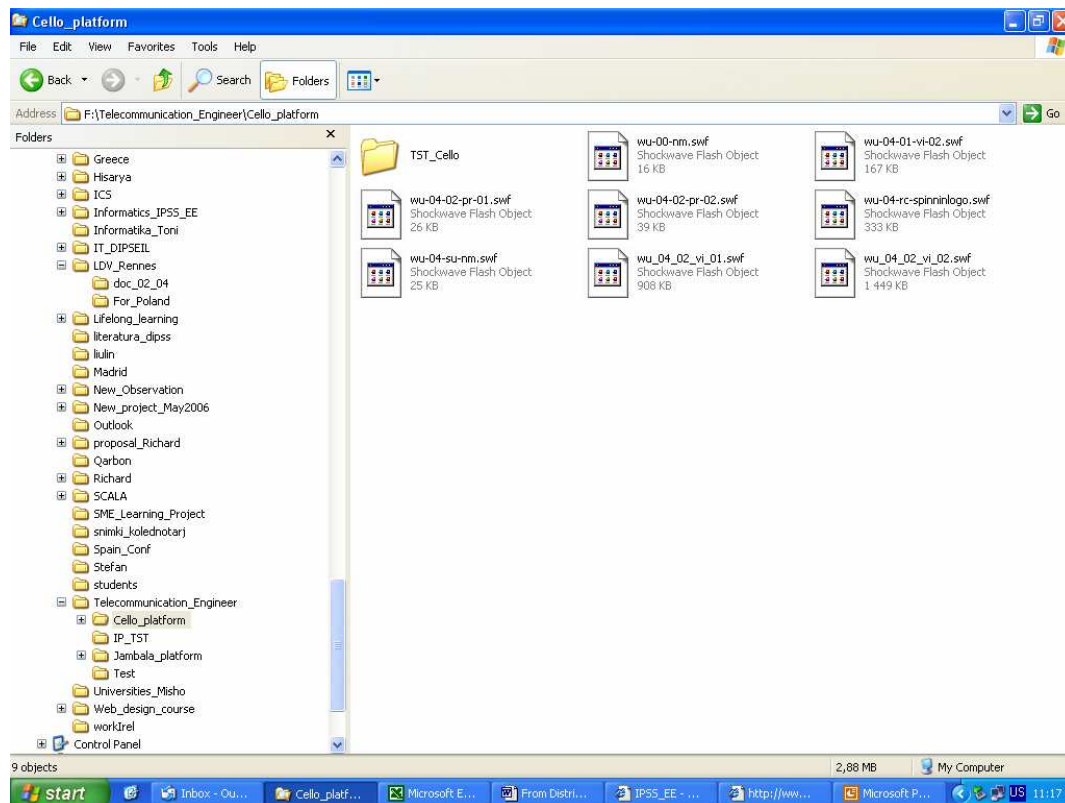 Cello_platform
File Edit View Favorites Tools Help
Back Search Folders
Address F:\Telecommunication_Engineer\Cello_platform Go
Folders
Greece
Hisarya
ICS
Informatics_IPSS_EE
Informatika_Toni
IT_DIPSEIL
LDV_Rennes
doc_02_04
For_Poland
Lifelong_learning
literatura_dipss
liulin
Madrid
New_Observation
New_project_May2006
Outlook
proposal_Richard
Qarbon
Richard
SCALA
SME_Learning_Project
snimki_kolednotarj
Spain_Conf
Stefan
students
Telecommunication_Engineer
Cello_platform
IP_TST
Jambala_platform
Test
Universities_Misho
Web_design_course
workIrel
Control Panel
TST_Cello
wu-00-nm.swf
Shockwave Flash Object
16 KB
wu-04-01-vi-02.swf
Shockwave Flash Object
167 KB
wu-04-02-pr-01.swf
Shockwave Flash Object
26 KB
wu-04-02-pr-02.swf
Shockwave Flash Object
39 KB
wu-04-rc-spinninlogo.swf
Shockwave Flash Object
333 KB
wu-04-su-nm.swf
Shockwave Flash Object
25 KB
wu_04_02_vi_01.swf
Shockwave Flash Object
908 KB
wu_04_02_vi_02.swf
Shockwave Flash Object
1 449 KB
9 objects 2,88 MB My Computer
start Inbox - Ou... Cello_platf... Microsoft E... From Distri... IPSS_EE - ... http://ww... Microsoft P... US 11:17